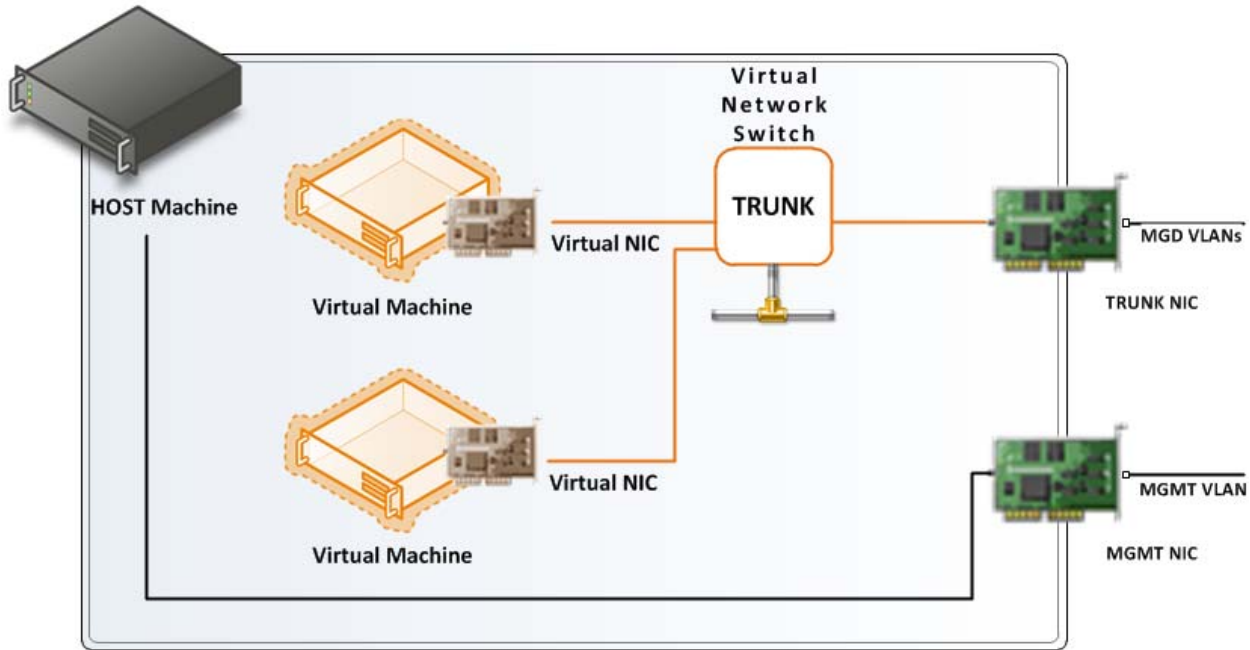 Virtual
Network
Switch
HOST Machine
TRUNK
Virtual NIC
MGD VLANs
Virtual Machine
TRUNK NIC
Virtual NIC
MGMT VLAN
Virtual Machine
MGMT NIC